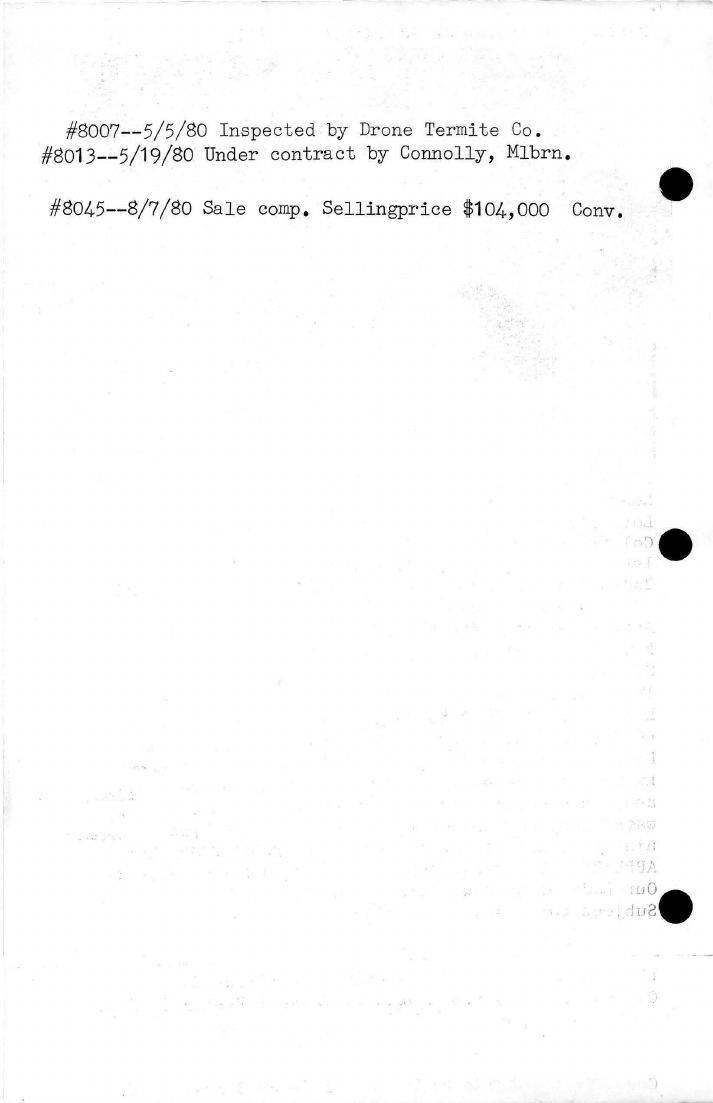 #8007--5/5/80 Inspected by Drone Termite Co.
#8013--5/19/80 Under contract by Connolly, Mlbrn.
#8045--8/7/80 Sale comp. Sellingprice $104,000 Conv.